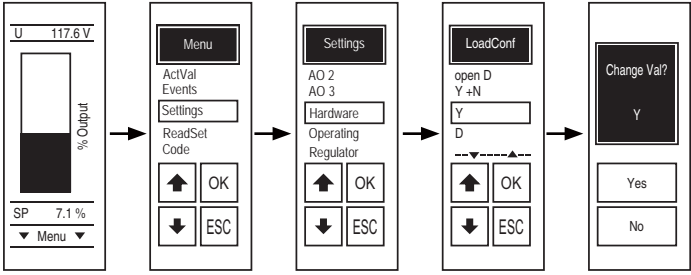 U 117.6 V
% Output
SP 7.1 %
Menu
Menu
ActVal
Events
Settings
ReadSet
Code
OK
ESC
Settings
AO 2
AO 3
Hardware
Operating
Regulator
OK
ESC
LoadConf
open D
Y +N
Y
D
OK
ESC
Change Val?
Y
Yes
No